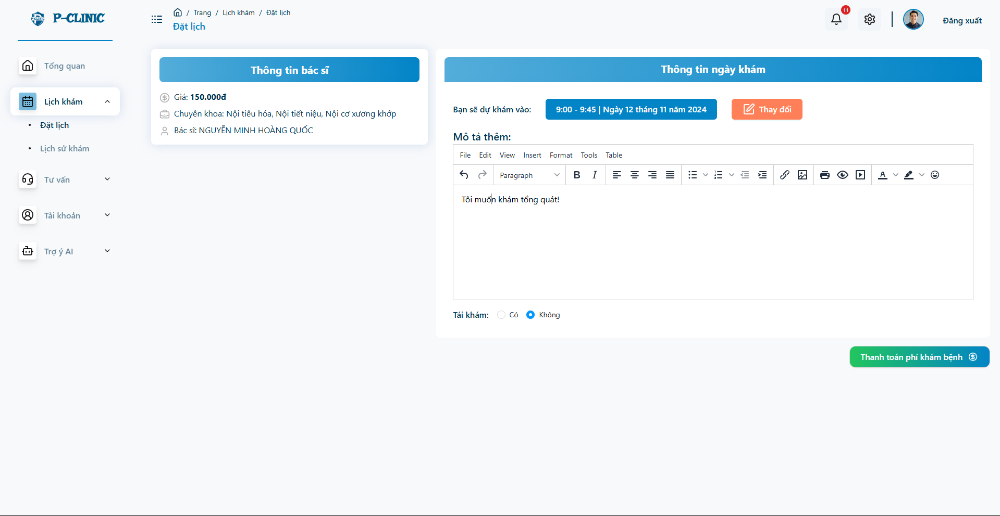 P-CLINIC
P-CLINIC
Tổng quan
Lịch khám
Đặt lịch
Lịch sử khám
Tư vấn
Tài khoản
Trợ ý AI
/ Trang / Lịch khám / Đặt lịch
Đặt lịch
11
Đăng xuất
Thông tin bác sĩ
Giá: 150.000đ
Chuyên khoa: Nội tiêu hóa, Nội tiết niệu, Nội cơ xương khớp
Bác sĩ: NGUYỄN MINH HOÀNG QUỐC
Thông tin ngày khám
Bạn sẽ dự khám vào: 9:00 - 9:45 | Ngày 12 tháng 11 năm 2024 Thay đổi
Mô tả thêm:
File Edit View Insert Format Tools Table
Paragraph B I A
Tôi muốn khám tổng quát!
Tái khám: Có Không
Thanh toán phí khám bệnh